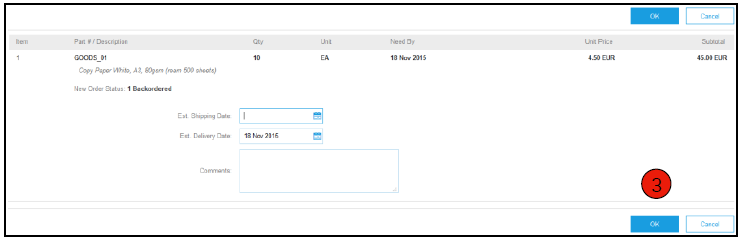 OK Cancel
Item Part # / Description Qty Unit Need By Unit Price Subtotal
1 GOODS_01 10 EA 18 Nov 2015 4.50 EUR 45.00 EUR
Copy Paper White, A3, 80gsm (ream 500 sheets)
New Order Status: 1 Backordered
Est. Shipping Date:
Est. Delivery Date: 18 Nov 2015
Comments:
3
OK Cancel